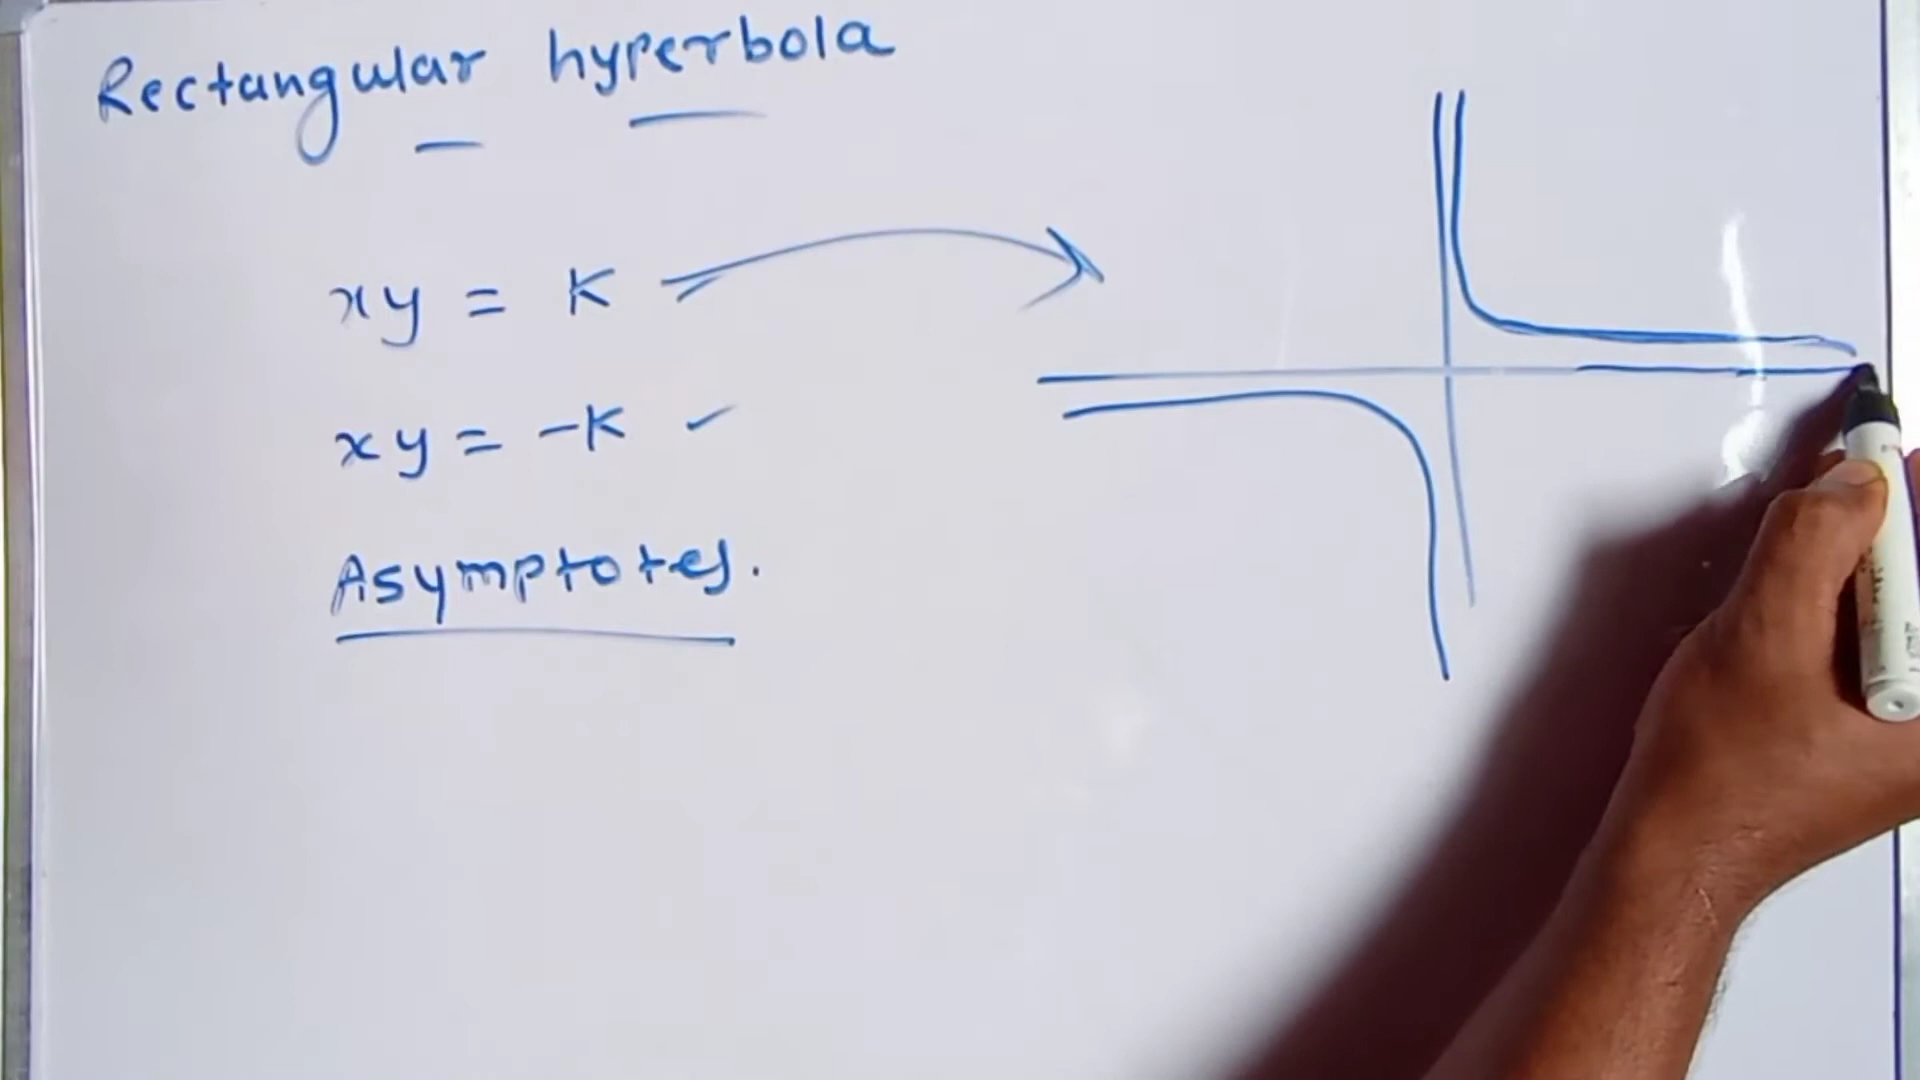 Rectangular hyperbola
xy = K
xy = -K
Asymptotes.